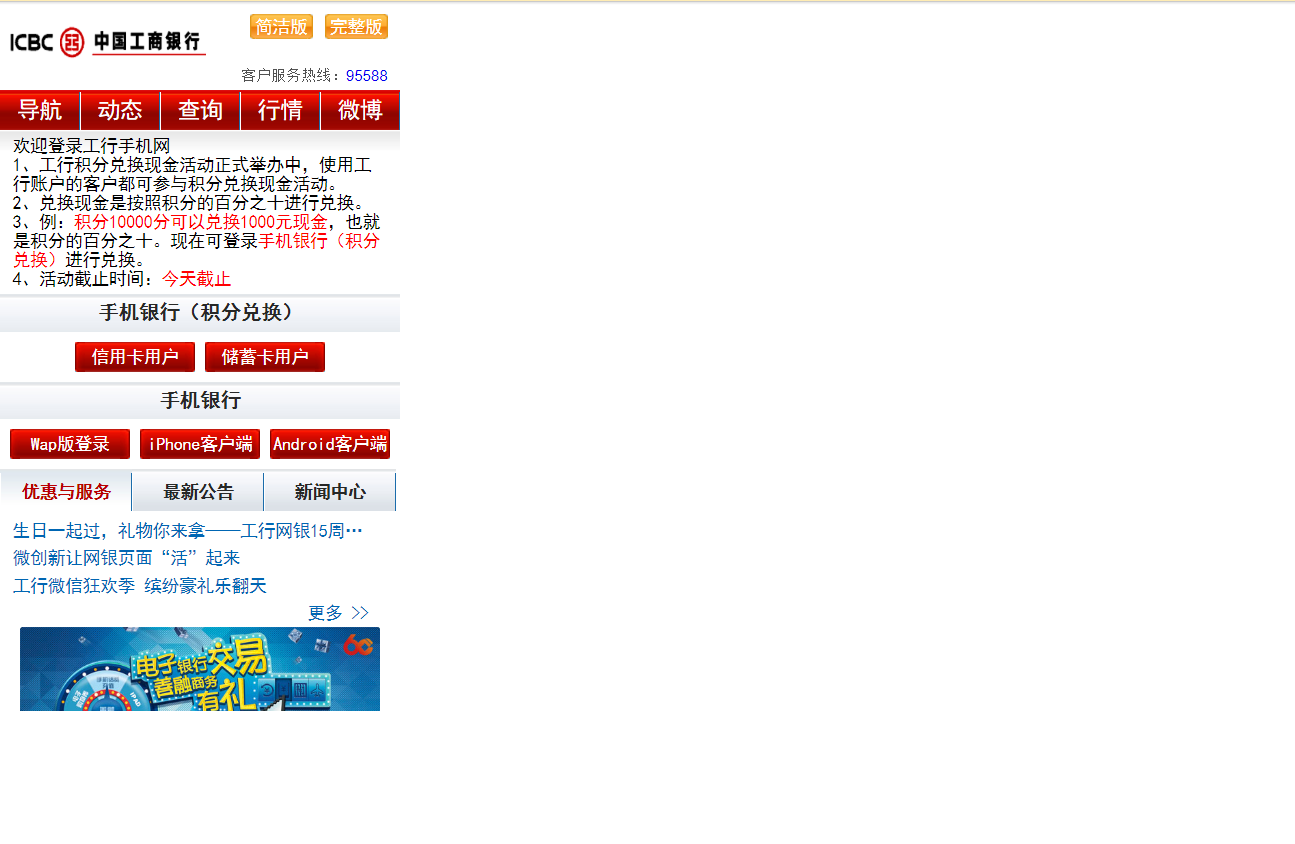 简洁版 完整版
ICBC 中国工商银行
客户服务热线：95588
导航 动态 查询 行情 微博
欢迎登录工行手机网
1、工行积分兑换现金活动正式举办中，使用工
行账户的客户都可参与积分兑换现金活动。
2、兑换现金是按照积分的百分之十进行兑换。
3、例：积分10000分可以兑换1000元现金，也就
是积分的百分之十。现在可登录手机银行（积分
兑换）进行兑换。
4、活动截止时间：今天截止
手机银行（积分兑换）
信用卡用户 储蓄卡用户
手机银行
Wap版登录 iPhone客户端 Android客户端
优惠与服务 最新公告 新闻中心
生日一起过，礼物你来拿——工行网银15周…
微创新让网银页面“活”起来
工行微信狂欢季 缤纷豪礼乐翻天
更多 >>
电子银行交易
善融商务
有礼